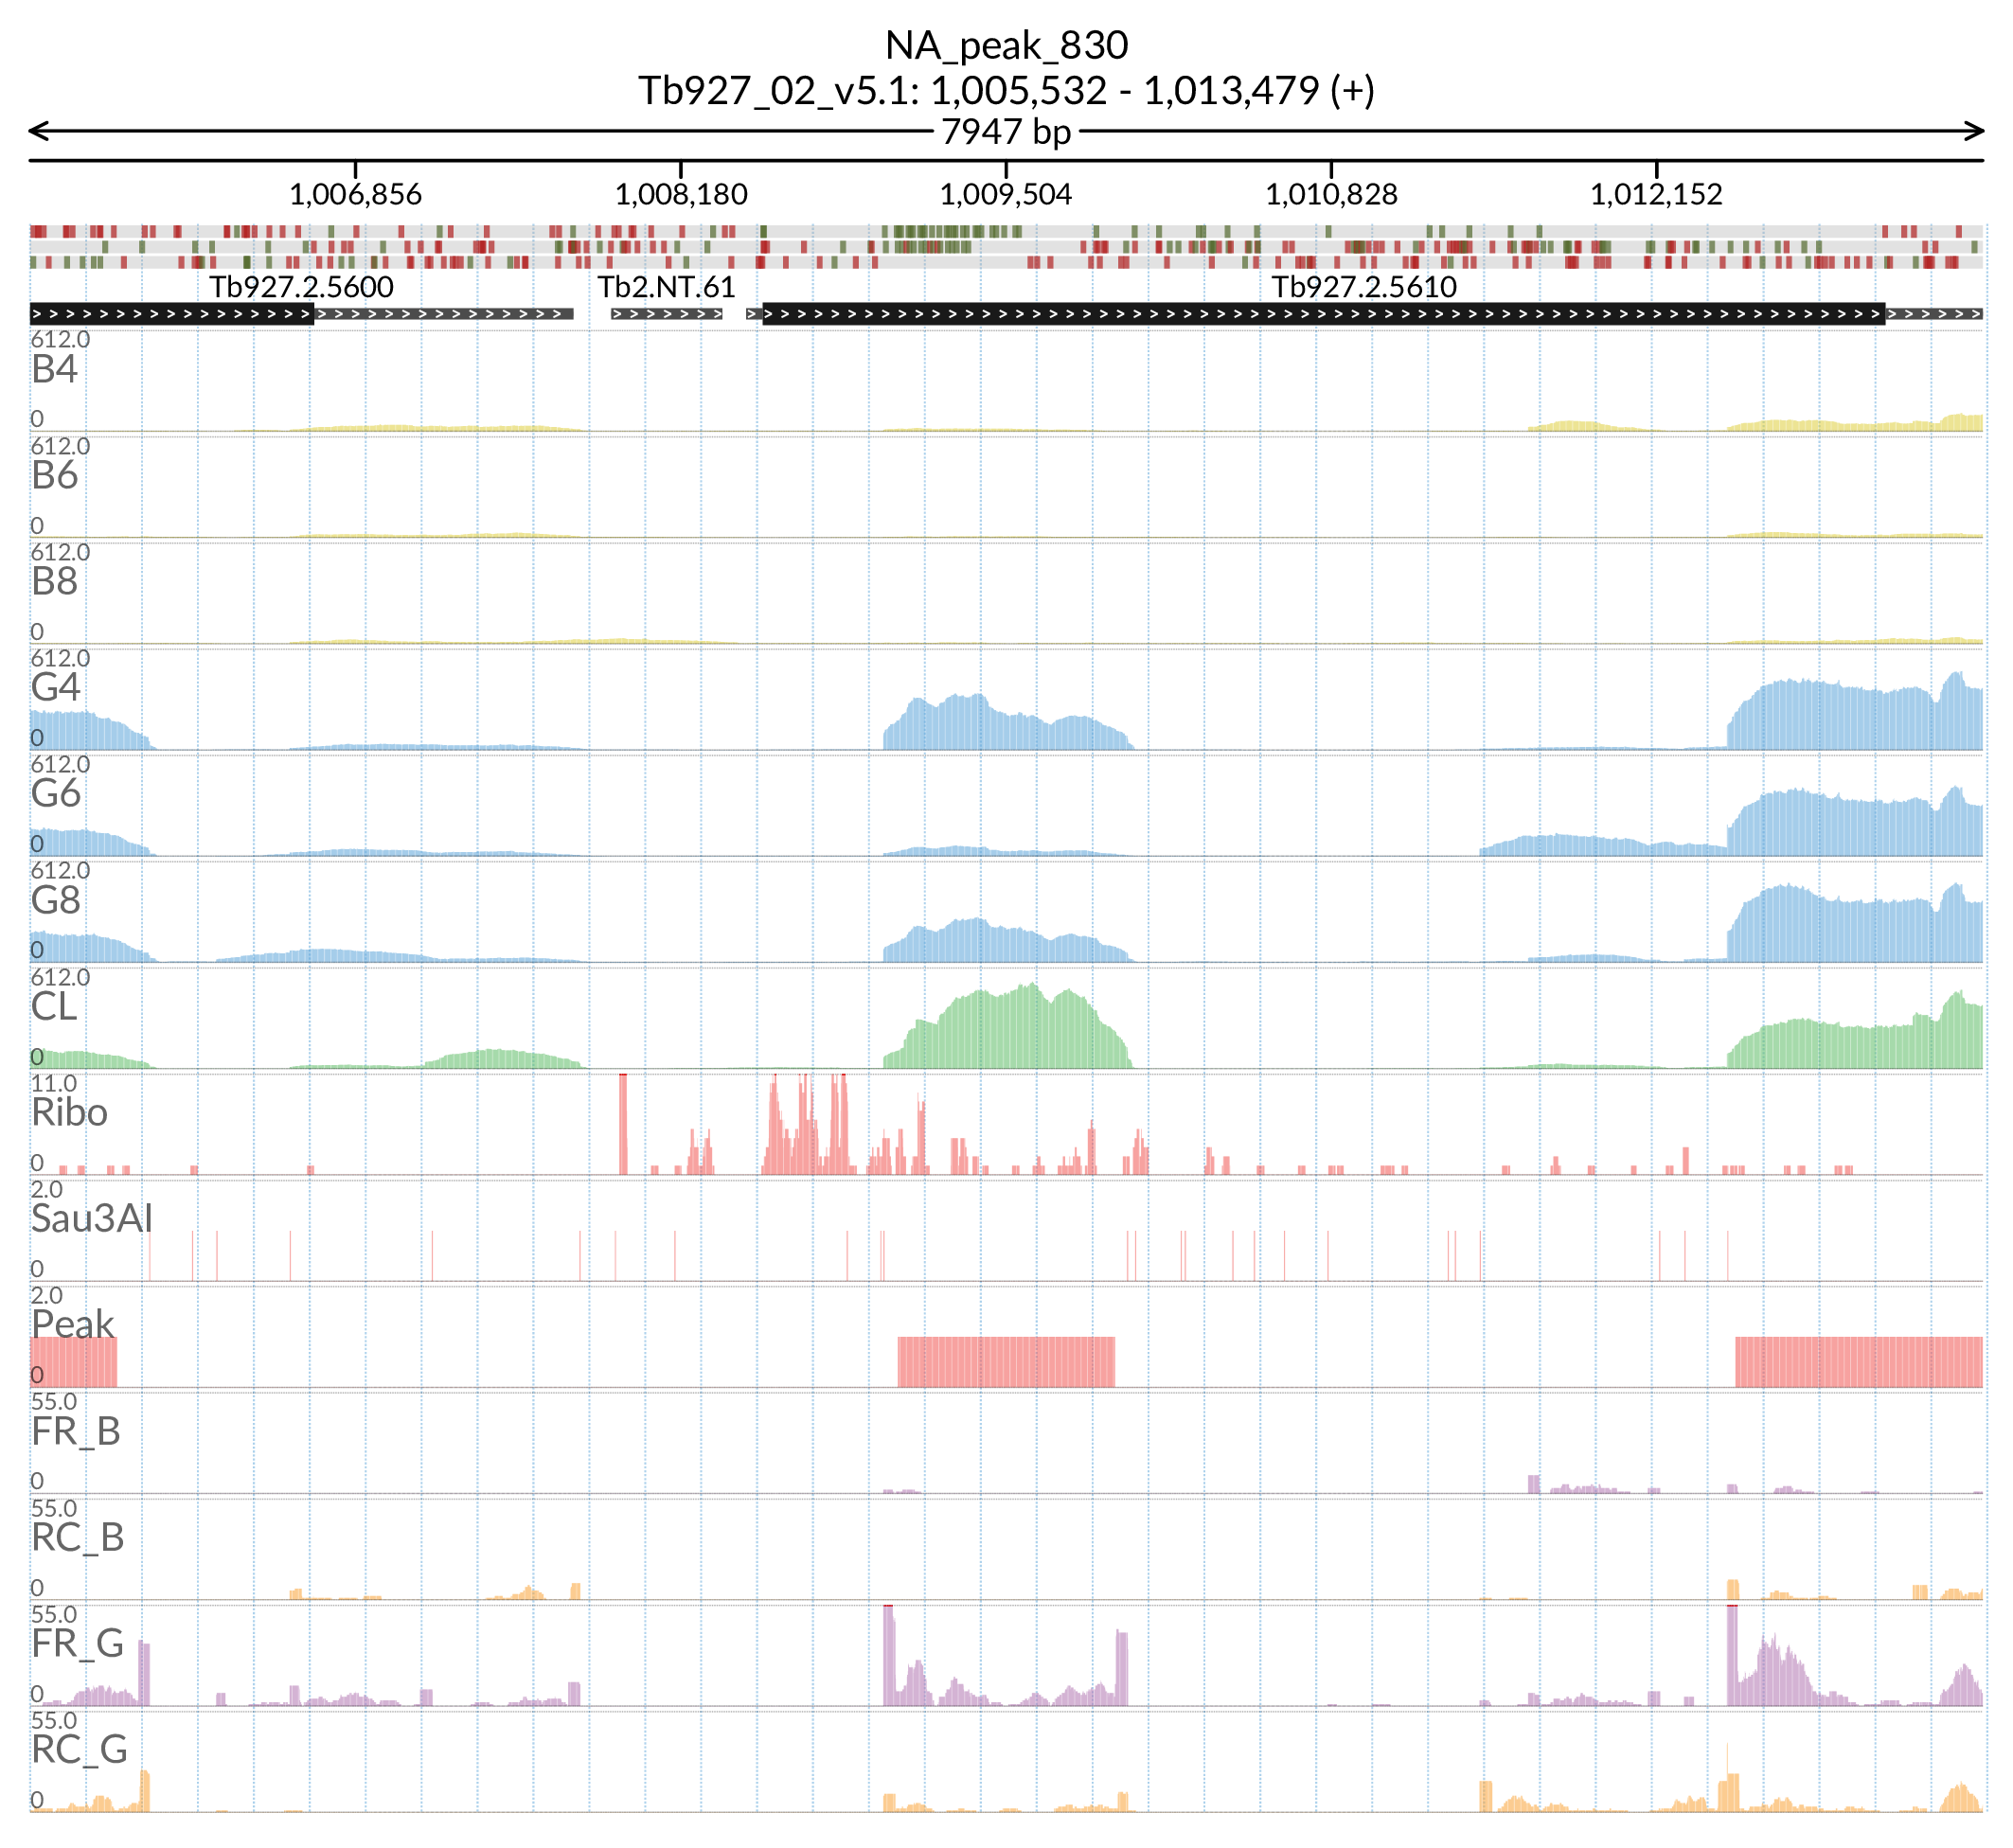 NA_peak_830
Tb927_02_v5.1: 1,005,532 - 1,013,479 (+)
7947 bp
1,006,856 1,008,180 1,009,504 1,010,828 1,012,152
Tb927.2.5600 Tb2.NT.61 Tb927.2.5610
612.0
B4
0
612.0
B6
0
612.0
B8
0
612.0
G4
0
612.0
G6
0
612.0
G8
0
612.0
CL
0
11.0
Ribo
0
2.0
Sau3AI
0
2.0
Peak
0
55.0
FR_B
0
55.0
RC_B
0
55.0
FR_G
0
55.0
RC_G
0